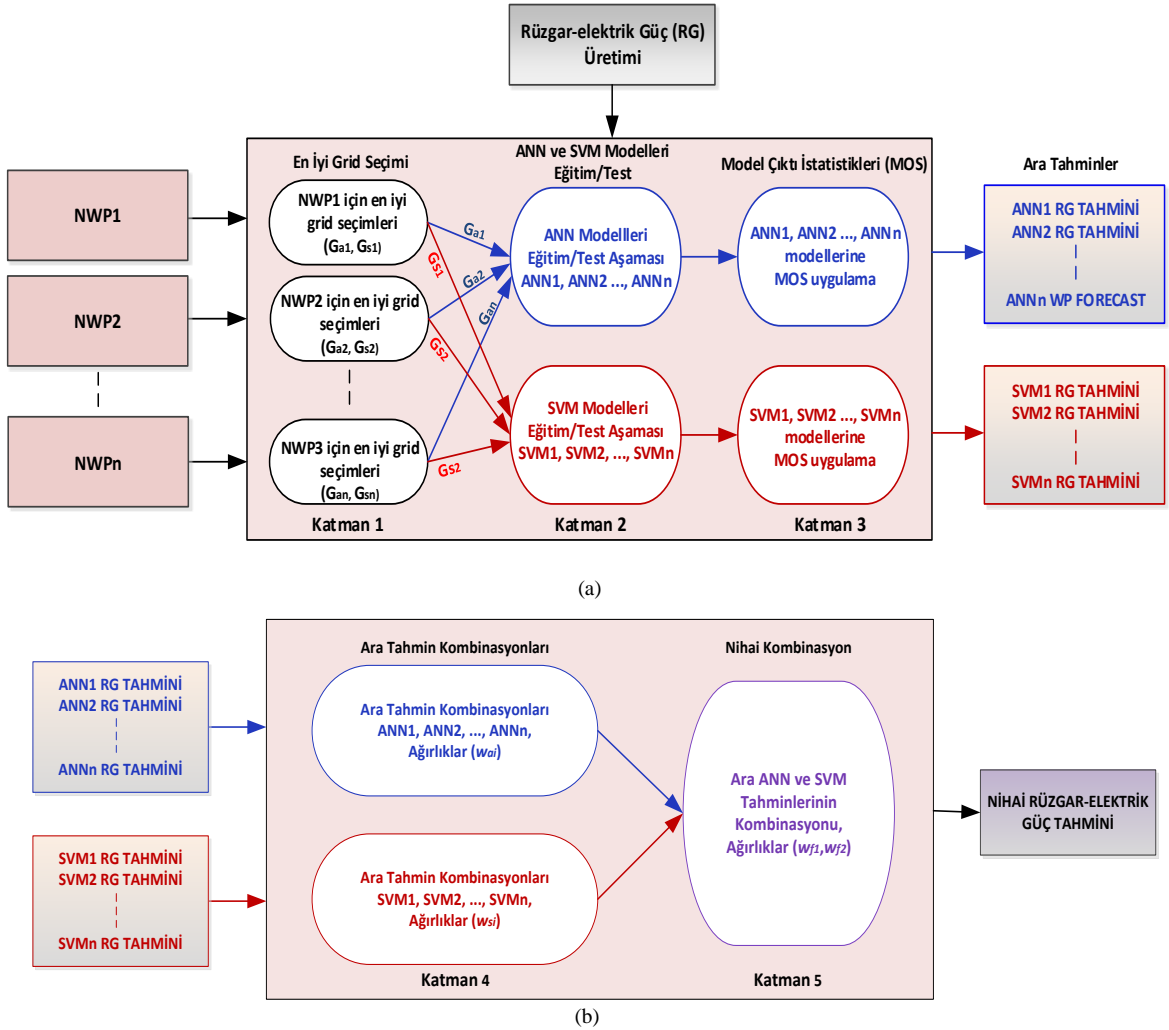 Rüzgar-elektrik Güç (RG)
Üretimi
NWP1
NWP2
NWPn
En İyi Grid Seçimi
NWP1 için en iyi
grid seçimleri
(Ga1, Gs1)
NWP2 için en iyi grid
seçimleri
(Ga2, Gs2)
NWP3 için en iyi grid
seçimleri
(Gan, Gsn)
Katman 1
Ga1
Gs1
Ga2
Gs2
Gan
Gs2
ANN ve SVM Modelleri
Eğitim/Test
ANN Modellleri
Eğitim/Test Aşaması
ANN1, ANN2 ..., ANNn
SVM Modelleri
Eğitim/Test Aşaması
SVM1, SVM2, ..., SVMn
Katman 2
Model Çıktı İstatistikleri (MOS)
ANN1, ANN2 ..., ANNn
modellerine
MOS uygulama
SVM1, SVM2 ..., SVMn
modellerine
MOS uygulama
Katman 3
Ara Tahminler
ANN1 RG TAHMİNİ
ANN2 RG TAHMİNİ
ANNn WP FORECAST
SVM1 RG TAHMİNİ
SVM2 RG TAHMİNİ
SVMn RG TAHMİNİ
(a)
ANN1 RG TAHMİNİ
ANN2 RG TAHMİNİ
ANNn RG TAHMİNİ
SVM1 RG TAHMİNİ
SVM2 RG TAHMİNİ
SVMn RG TAHMİNİ
Ara Tahmin Kombinasyonları
Ara Tahmin Kombinasyonları
ANN1, ANN2, ..., ANNn,
Ağırlıklar (wai)
Ara Tahmin Kombinasyonları
SVM1, SVM2, ..., SVMn,
Ağırlıklar (wsi)
Katman 4
Nihai Kombinasyon
Ara ANN ve SVM
Tahminlerinin
Kombinasyonu,
Ağırlıklar (wf1,wf2)
Katman 5
NİHAİ RÜZGAR-ELEKTRİK
GÜÇ TAHMİNİ
(b)